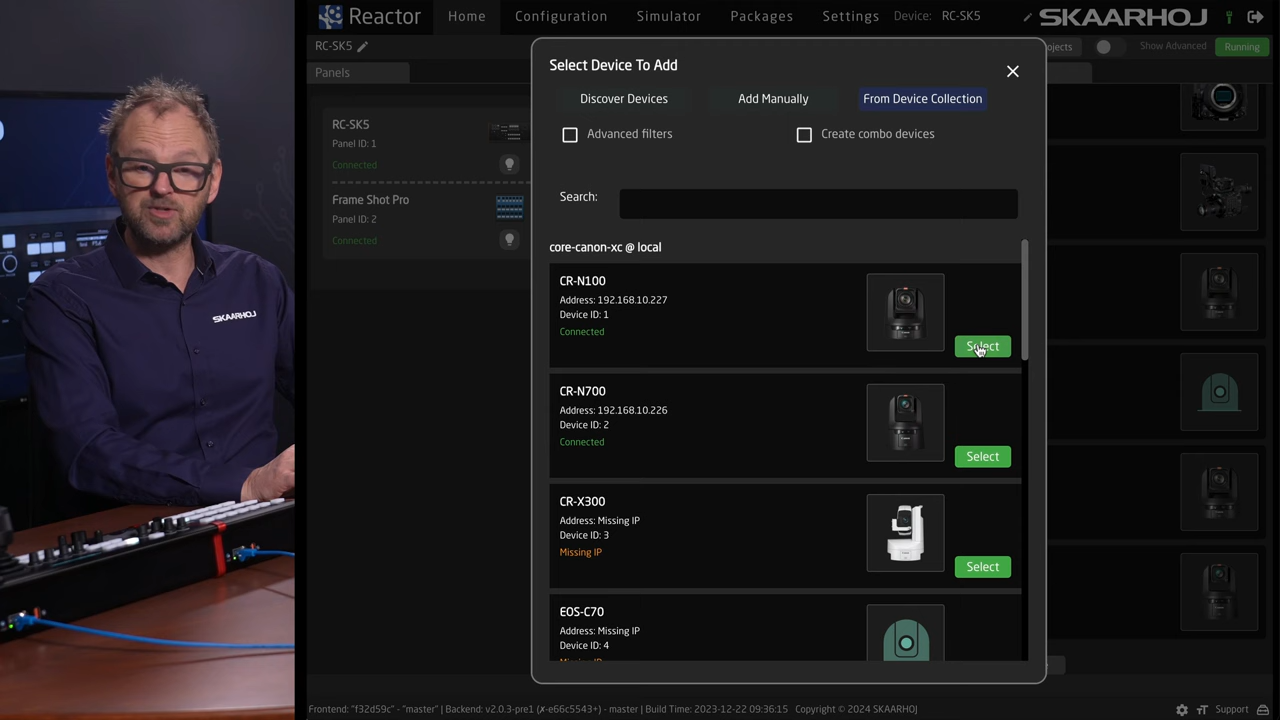 Reactor
Home
Configuration
Simulator
Packages
Settings
Device: RC-SK5
SKAARHOJ
RC-SK5
ojects
Show Advanced
Running
Panels
RC-SK5
Panel ID: 1
Connected
Frame Shot Pro
Panel ID: 2
Connected
SKAARHOJ
Select Device To Add
Discover Devices
Add Manually
From Device Collection
Advanced filters
Create combo devices
Search:
core-canon-xc @ local
CR-N100
Address: 192.168.10.227
Device ID: 1
Connected
Select
CR-N700
Address: 192.168.10.226
Device ID: 2
Connected
Select
CR-X300
Address: Missing IP
Device ID: 3
Missing IP
Select
EOS-C70
Address: Missing IP
Device ID: 4
Missing IP
Frontend: "f32d59c" - "master" | Backend: v2.0.3-pre1 (✗-e66c5543+) - master | Build Time: 2023-12-22 09:36:15 Copyright © 2024 SKAARHOJ
Support